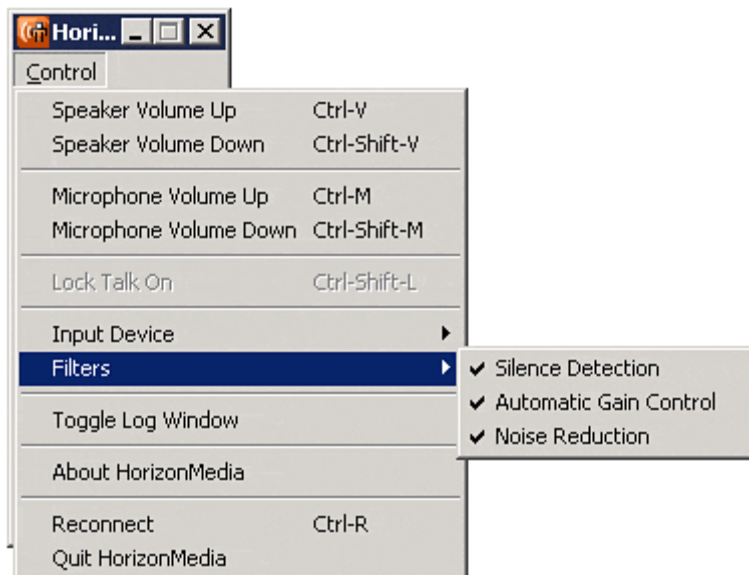 Hori...
Control
Speaker Volume Up Ctrl-V
Speaker Volume Down Ctrl-Shift-V
Microphone Volume Up Ctrl-M
Microphone Volume Down Ctrl-Shift-M
Lock Talk On Ctrl-Shift-L
Input Device
Filters
Silence Detection
Automatic Gain Control
Noise Reduction
Toggle Log Window
About HorizonMedia
Reconnect Ctrl-R
Quit HorizonMedia